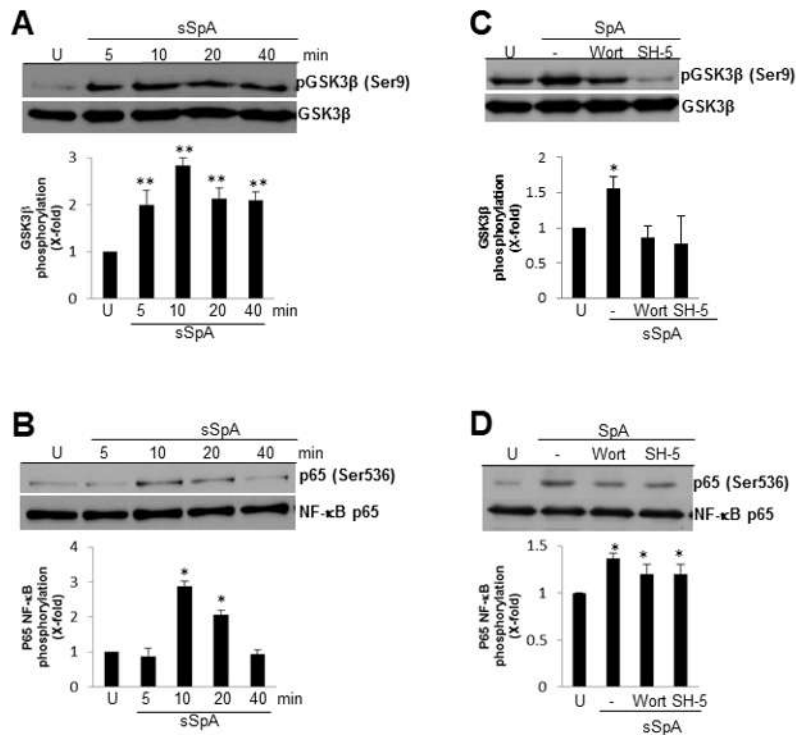 A
sSpA
U 5 10 20 40 min
pGSK3β (Ser9)
GSK3β
GSK3β
phosphorylation
(X-fold)
3
2
1
0
** ** ** **
U 5 10 20 40 min
sSpA
C
SpA
U - Wort SH-5
pGSK3β (Ser9)
GSK3β
GSK3β
phosphorylation
(X-fold)
2
1.5
1
0.5
0
*
U - Wort SH-5
sSpA
B
sSpA
U 5 10 20 40 min
p65 (Ser536)
NF-κB p65
P65 NF-κB
phosphorylation
(X-fold)
4
3
2
1
0
* *
U 5 10 20 40 min
sSpA
D
SpA
U - Wort SH-5
p65 (Ser536)
NF-κB p65
P65 NF-κB
phosphorylation
(X-fold)
1.5
1
0.5
0
* * *
U - Wort SH-5
sSpA